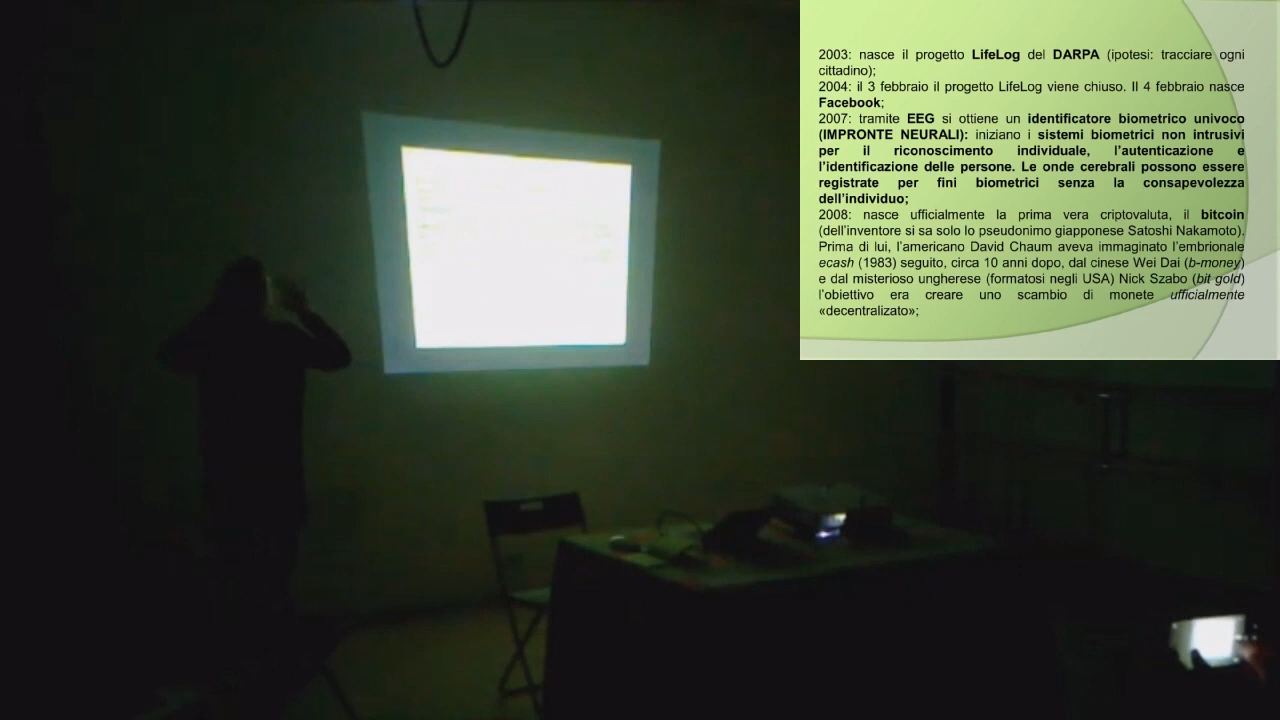 2003: nasce il progetto LifeLog del DARPA (ipotesi: tracciare ogni
cittadino);
2004: il 3 febbraio il progetto LifeLog viene chiuso. Il 4 febbraio nasce
Facebook;
2007: tramite EEG si ottiene un identificatore biometrico univoco
(IMPRONTE NEURALI): iniziano i sistemi biometrici non intrusivi
per il riconoscimento individuale, l'autenticazione e
l'identificazione delle persone. Le onde cerebrali possono essere
registrate per fini biometrici senza la consapevolezza
dell'individuo;
2008: nasce ufficialmente la prima vera criptovaluta, il bitcoin
(dell'inventore si sa solo lo pseudonimo giapponese Satoshi Nakamoto).
Prima di lui, l'americano David Chaum aveva immaginato l'embrionale
ecash (1983) seguito, circa 10 anni dopo, dal cinese Wei Dai (b-money)
e dal misterioso ungherese (formatosi negli USA) Nick Szabo (bit gold)
l'obiettivo era creare uno scambio di monete ufficialmente
«decentralizato»;